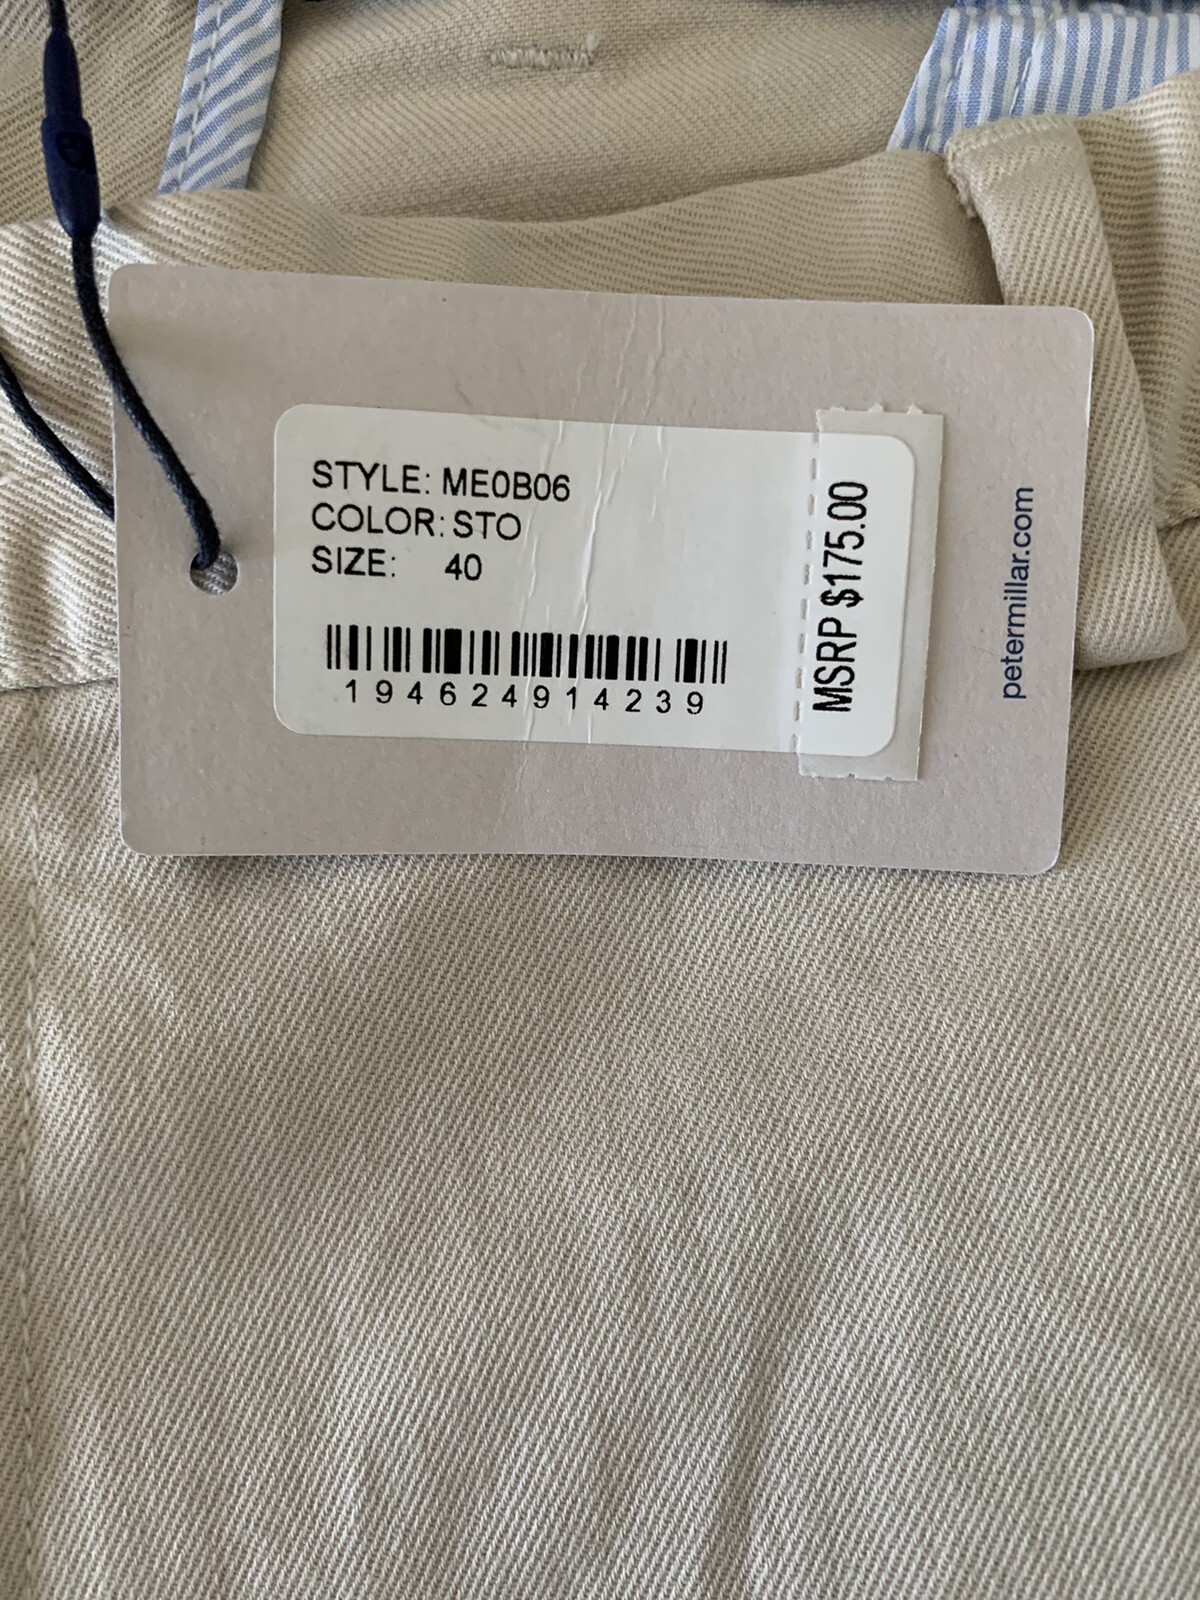 STYLE: ME0B06
COLOR: STO
SIZE: 40
194624914239
MSRP $175.00
petermillar.com